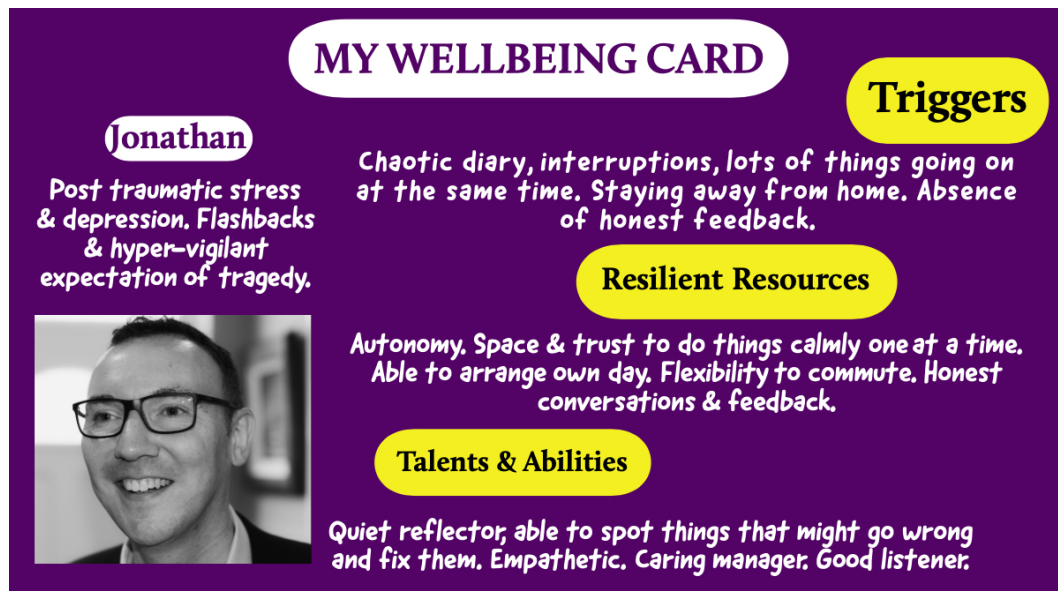 MY WELLBEING CARD
Jonathan
Post traumatic stress
& depression. Flashbacks
& hyper-vigilant
expectation of tragedy.
Triggers
Chaotic diary, interruptions, lots of things going on
at the same time. Staying away from home. Absence
of honest feedback.
Resilient Resources
Autonomy. Space & trust to do things calmly one at a time.
Able to arrange own day. Flexibility to commute. Honest
conversations & feedback.
Talents & Abilities
Quiet reflector, able to spot things that might go wrong
and fix them. Empathetic. Caring manager. Good listener.